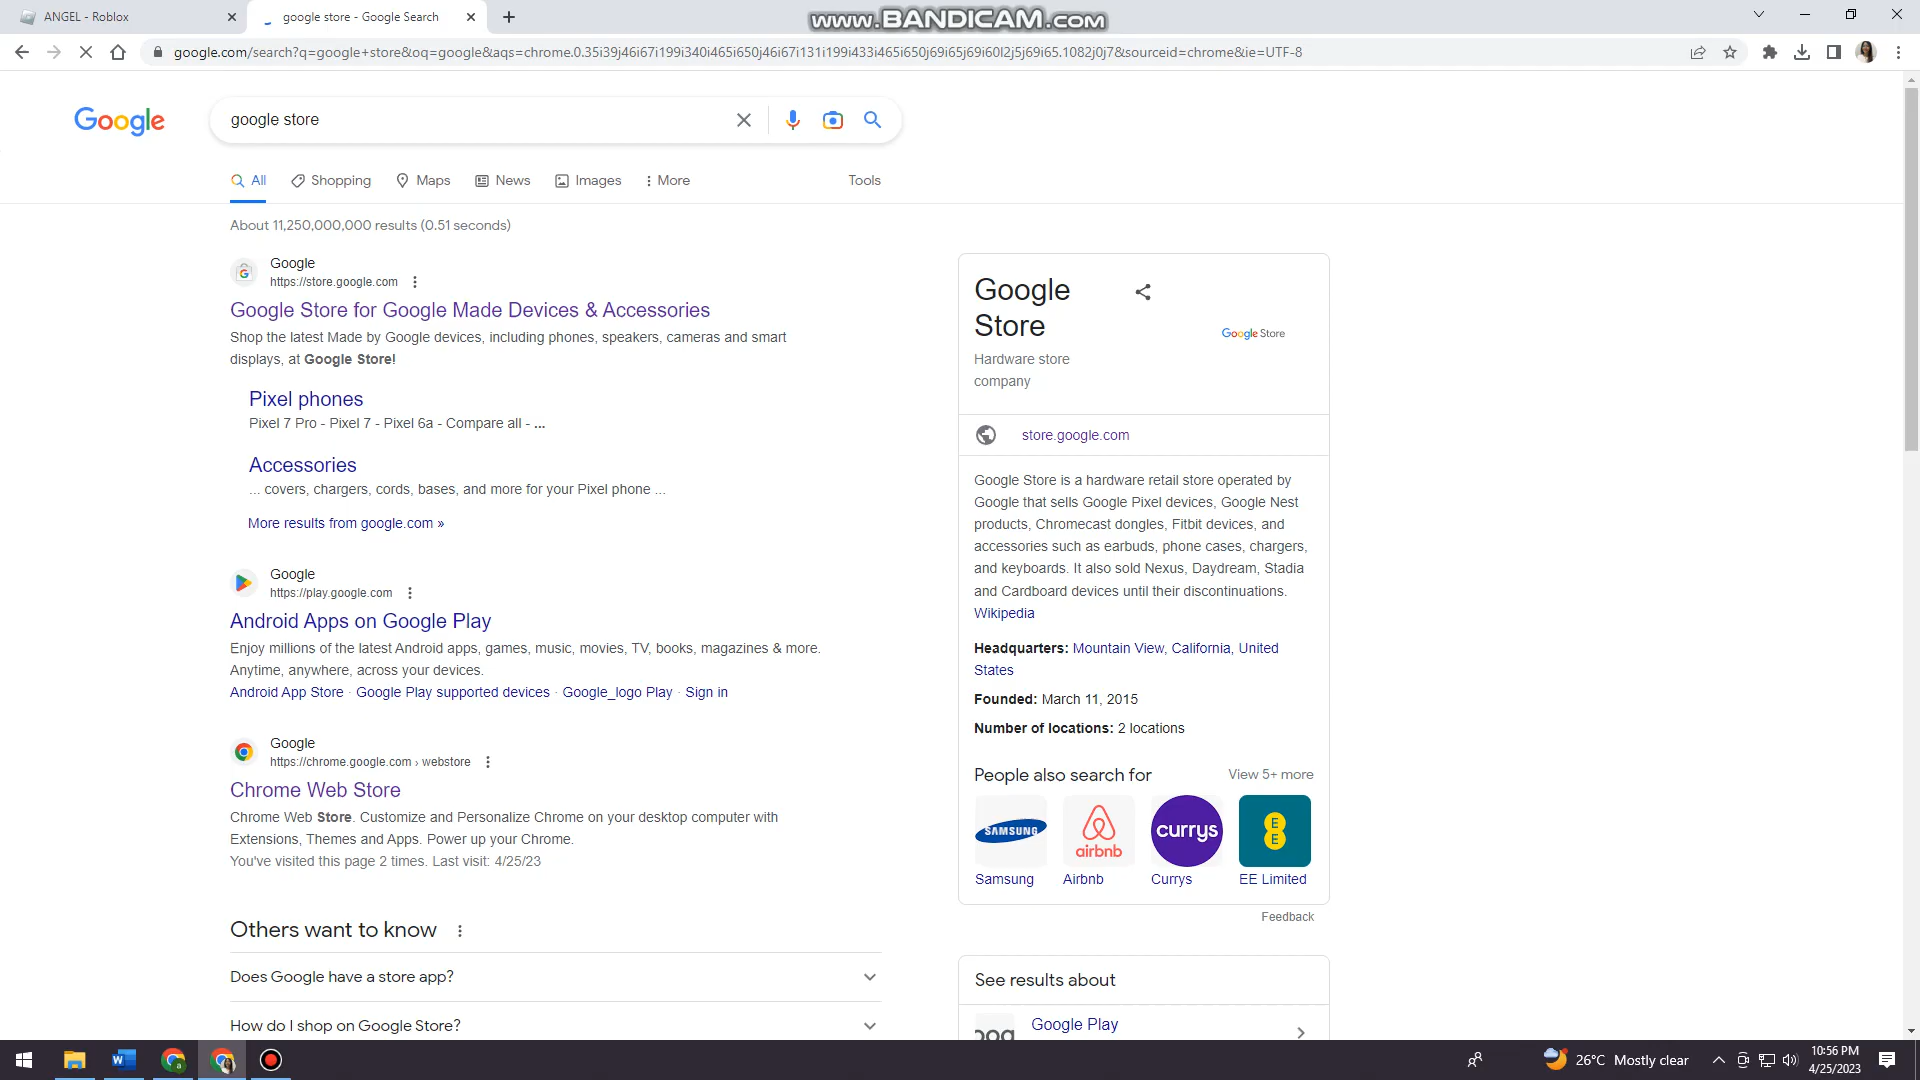 ANGEL - Roblox
google store - Google Search
www.BANDICAM.com
google.com/search?q=google+store&oq=google&aqs=chrome.0.35i39j46i67i199i340i465i650j46i67i131i199i433i465i650j69i65j69i60l2j5j69i65.1082j0j7&sourceid=chrome&ie=UTF-8
Google
google store
All
Shopping
Maps
News
Images
More
Tools
About 11,250,000,000 results (0.51 seconds)
Google
https://store.google.com
Google Store for Google Made Devices & Accessories
Shop the latest Made by Google devices, including phones, speakers, cameras and smart
displays, at Google Store!
Pixel phones
Pixel 7 Pro - Pixel 7 - Pixel 6a - Compare all - ...
Accessories
... covers, chargers, cords, bases, and more for your Pixel phone ...
More results from google.com »
Google
https://play.google.com
Android Apps on Google Play
Enjoy millions of the latest Android apps, games, music, movies, TV, books, magazines & more.
Anytime, anywhere, across your devices.
Android App Store · Google Play supported devices · Google_logo Play · Sign in
Google
https://chrome.google.com › webstore
Chrome Web Store
Chrome Web Store. Customize and Personalize Chrome on your desktop computer with
Extensions, Themes and Apps. Power up your Chrome.
You've visited this page 2 times. Last visit: 4/25/23
Others want to know
Does Google have a store app?
How do I shop on Google Store?
Google
Store
Google Store
Hardware store
company
store.google.com
Google Store is a hardware retail store operated by
Google that sells Google Pixel devices, Google Nest
products, Chromecast dongles, Fitbit devices, and
accessories such as earbuds, phone cases, chargers,
and keyboards. It also sold Nexus, Daydream, Stadia
and Cardboard devices until their discontinuations.
Wikipedia
Headquarters: Mountain View, California, United
States
Founded: March 11, 2015
Number of locations: 2 locations
People also search for
View 5+ more
SAMSUNG
airbnb
currys
EE
Samsung
Airbnb
Currys
EE Limited
Feedback
See results about
Google Play
26°C Mostly clear
10:56 PM
4/25/2023